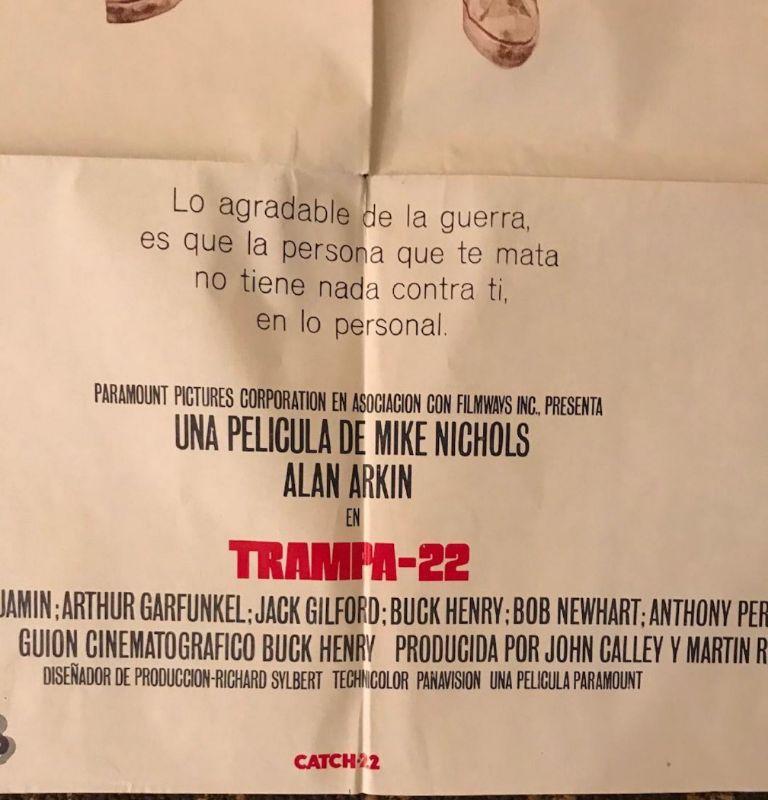 Lo agradable de la guerra,
es que la persona que te mata
no tiene nada contra ti,
en lo personal.
PARAMOUNT PICTURES CORPORATION EN ASOCIACION CON FILMWAYS INC., PRESENTA
UNA PELICULA DE MIKE NICHOLS
ALAN ARKIN
EN
TRAMPA-22
JAMIN; ARTHUR GARFUNKEL; JACK GILFORD; BUCK HENRY; BOB NEWHART; ANTHONY PER
GUION CINEMATOGRAFICO BUCK HENRY PRODUCIDA POR JOHN CALLEY Y MARTIN R
DISEÑADOR DE PRODUCCION-RICHARD SYLBERT TECHNICOLOR PANAVISION UNA PELICULA PARAMOUNT
CATCH-22